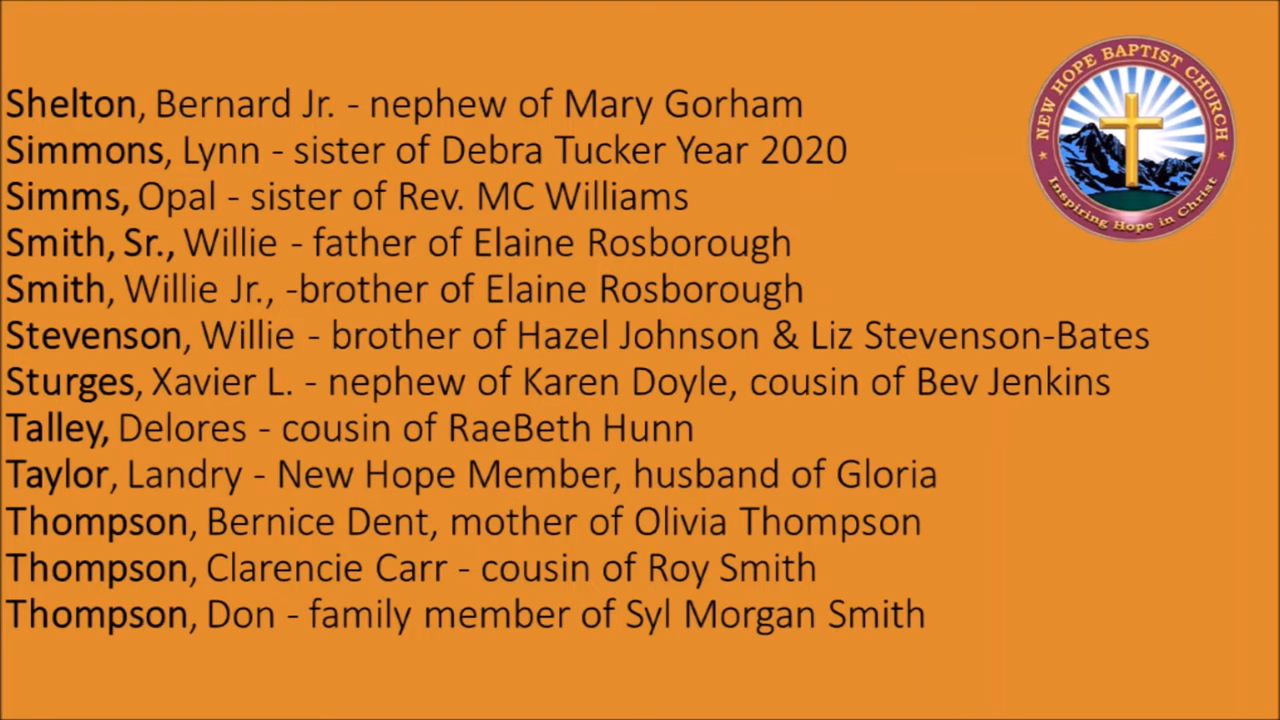 Shelton, Bernard Jr. - nephew of Mary Gorham
Simmons, Lynn - sister of Debra Tucker Year 2020
Simms, Opal - sister of Rev. MC Williams
Smith, Sr., Willie - father of Elaine Rosborough
Smith, Willie Jr., -brother of Elaine Rosborough
Stevenson, Willie - brother of Hazel Johnson & Liz Stevenson-Bates
Sturges, Xavier L. - nephew of Karen Doyle, cousin of Bev Jenkins
Talley, Delores - cousin of RaeBeth Hunn
Taylor, Landry - New Hope Member, husband of Gloria
Thompson, Bernice Dent, mother of Olivia Thompson
Thompson, Clarencie Carr - cousin of Roy Smith
Thompson, Don - family member of Syl Morgan Smith
NEW HOPE BAPTIST CHURCH
Inspiring Hope in Christ